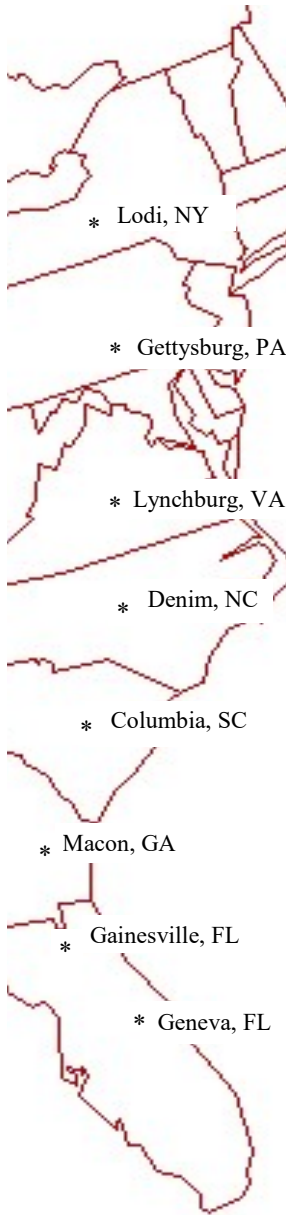 * Lodi, NY
* Gettysburg, PA
* Lynchburg, VA
* Denim, NC
* Columbia, SC
* Macon, GA
* Gainesville, FL
* Geneva, FL